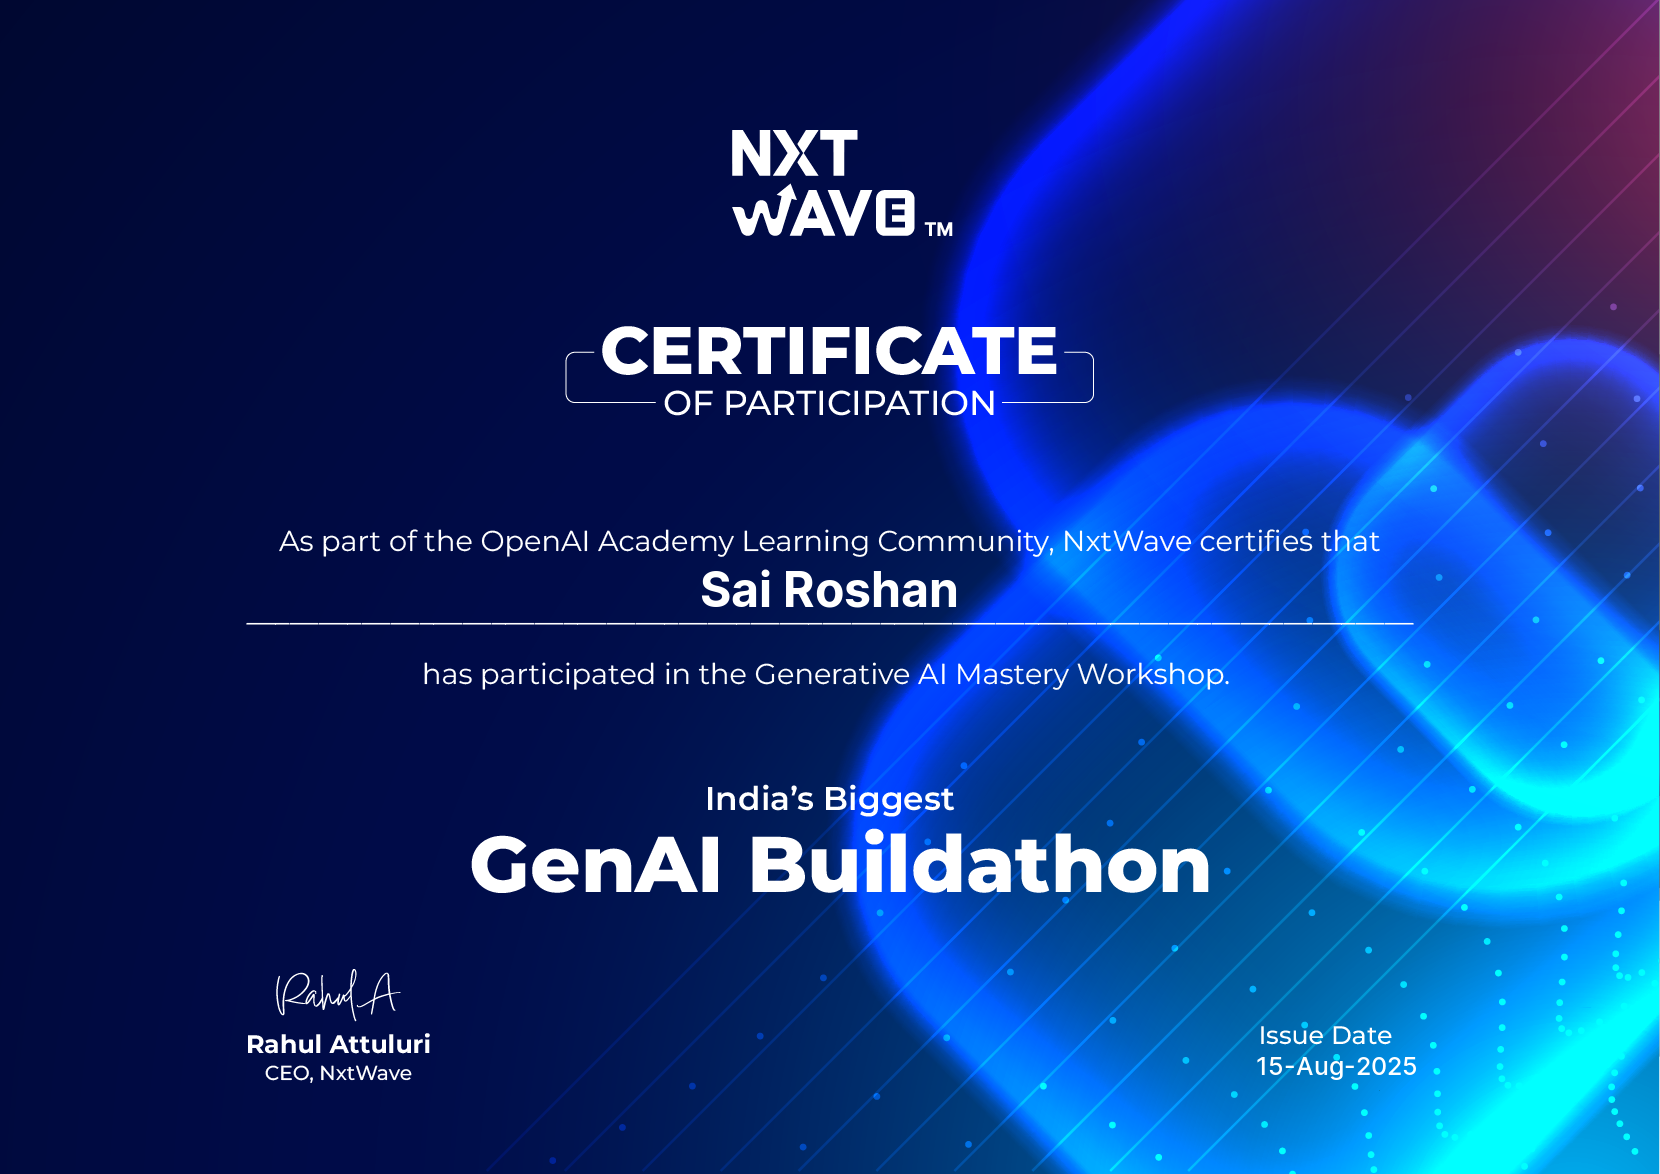 NXT
WAVE TM
CERTIFICATE
OF PARTICIPATION
As part of the OpenAI Academy Learning Community, NxtWave certifies that
Sai Roshan
has participated in the Generative AI Mastery Workshop.
India’s Biggest
GenAI Buildathon
Rahul A
Rahul Attuluri
CEO, NxtWave
Issue Date
15-Aug-2025